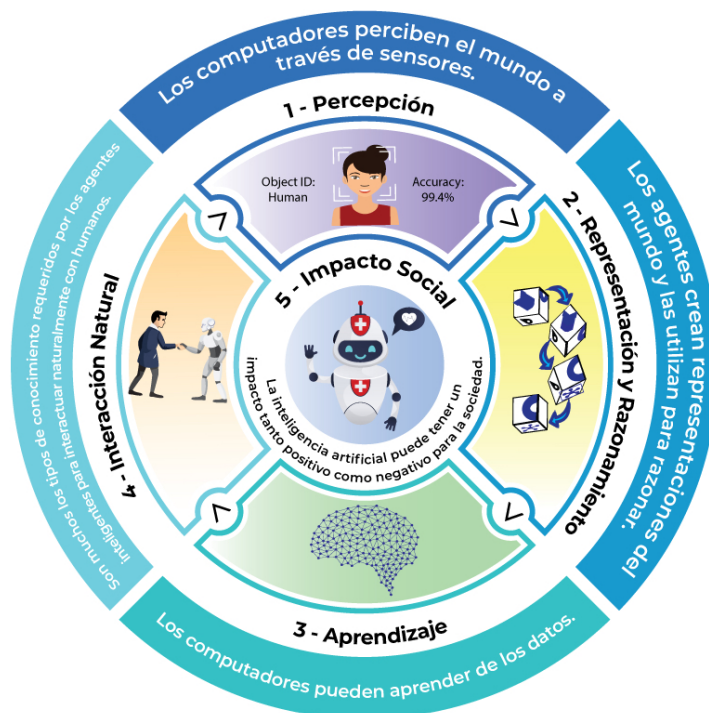 Los computadores perciben el mundo a
través de sensores.
1 - Percepción
Object ID:
Human
Accuracy:
99.4%
Los agentes crean representaciones del
mundo y las utilizan para razonar.
2 - Representación y Razonamiento
3 - Aprendizaje
Los computadores pueden aprender de los datos.
Son muchos los tipos de conocimiento requeridos por los agentes
inteligentes para interactuar naturalmente con humanos.
4 - Interacción Natural
5 - Impacto Social
La inteligencia artificial puede tener un
impacto tanto positivo como negativo para la sociedad.